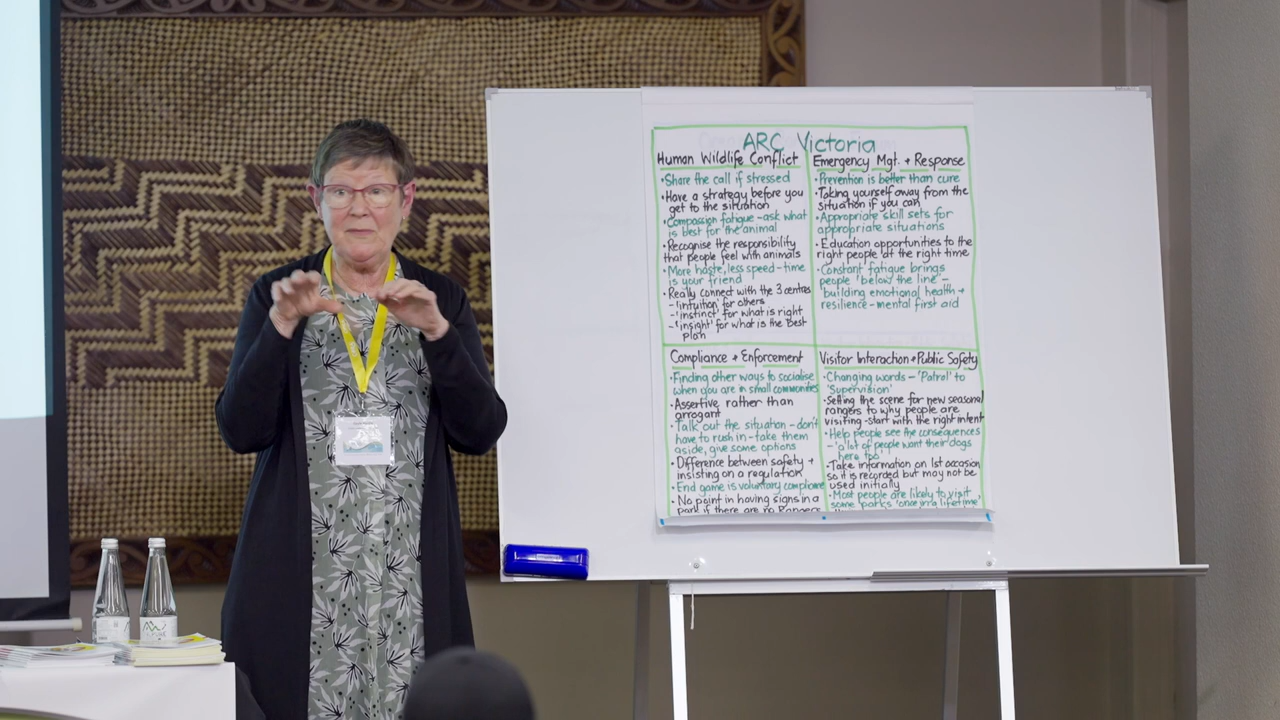 ARC Victoria
Human Wildlife Conflict
• Share the call if stressed
• Have a strategy before you
get to the situation
• Compassion fatigue - ask what
is best for the animal
• Recognise the responsibility
that people feel with animals
• More haste, less speed - time
is your friend
• Really connect with the 3 centres
- 'intuition' for others
- 'instinct' for what is right
- 'insight' for what is the Best
plan
Emergency Mgt. + Response
• Prevention is better than cure
• Taking yourself away from the
situation if you can
• Appropriate skill sets for
appropriate situations
• Education opportunities to the
right people at the right time
• Constant fatigue brings
people 'below the line' -
building emotional health +
resilience - mental first aid
Compliance + Enforcement
• Finding other ways to socialise
when you are in small communities
• Assertive rather than
arrogant
• Talk out the situation - don't
have to rush in - take them
aside, give some options
• Difference between safety +
insisting on a regulation
• End game is voluntary compliance
• No point in having signs in a
park if there are no Rangers
Visitor Interaction + Public Safety
• Changing words - 'Patrol' to
'Supervision'
• Setting the scene for new seasonal
rangers to why people are
visiting - start with the right intent
• Help people see the consequences
- 'a lot of people want their dogs
here too'
• Take information on 1st occasion
so it is recorded but may not be
used initially
• Most people are likely to visit
some parks 'once in a lifetime'